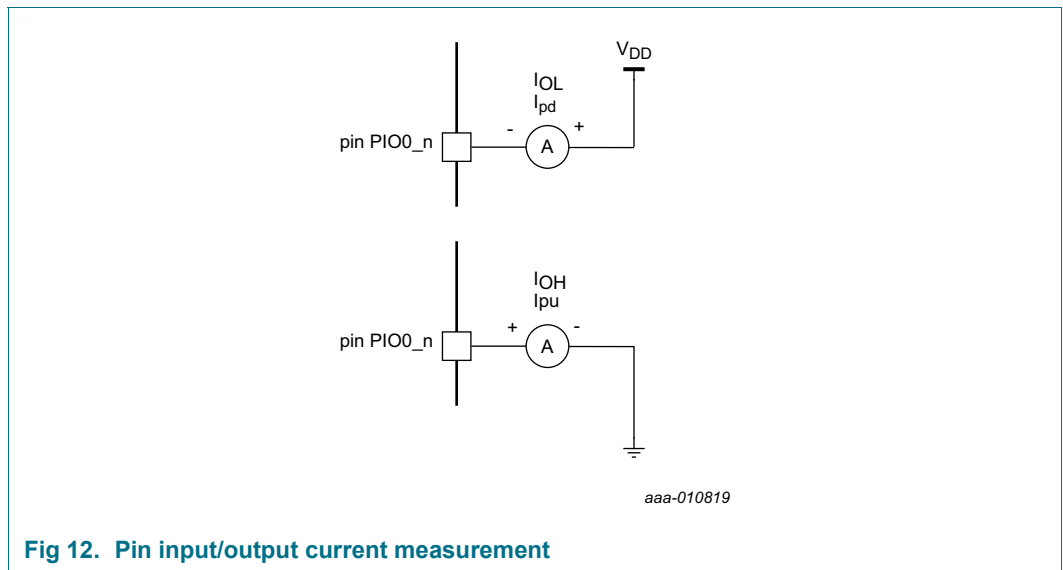 VDD
IOL
Ipd
pin PIO0_n
- A +
IOH
Ipu
pin PIO0_n
+ A -
aaa-010819
Fig 12. Pin input/output current measurement